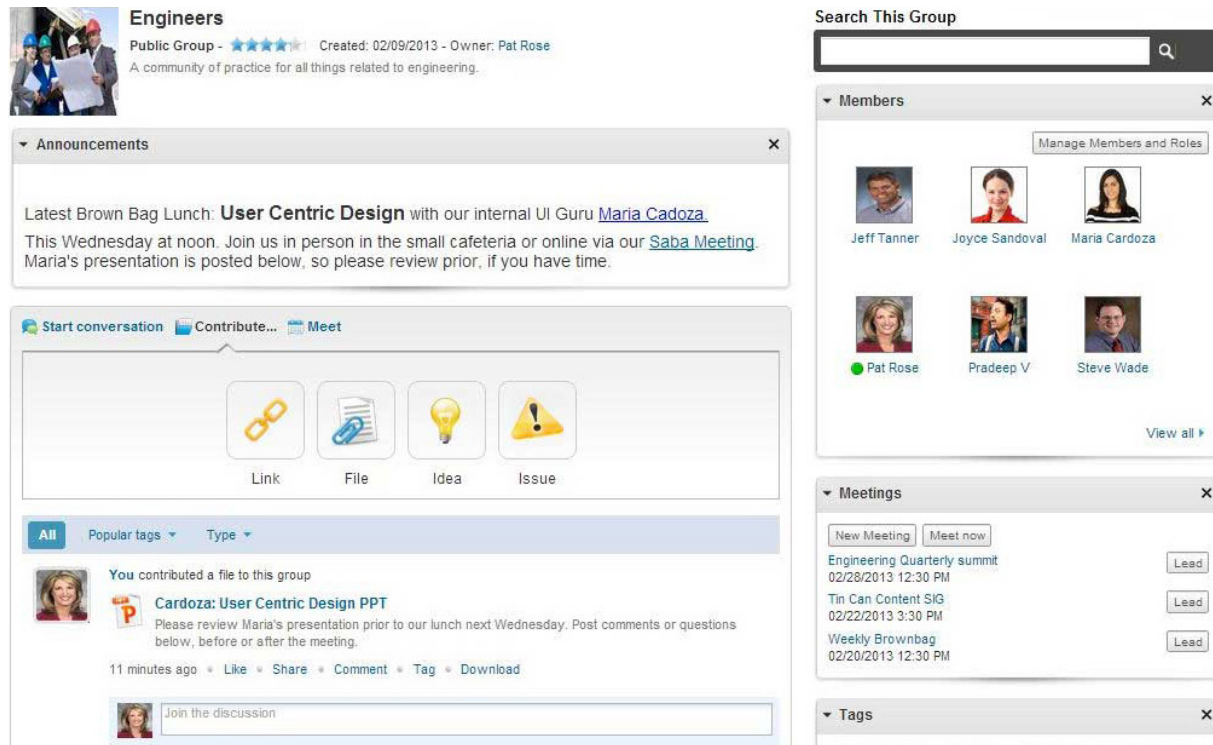 Engineers
Public Group - Created: 02/09/2013 - Owner: Pat Rose
A community of practice for all things related to engineering.
Announcements
Latest Brown Bag Lunch: User Centric Design with our internal UI Guru Maria Cadoza.
This Wednesday at noon. Join us in person in the small cafeteria or online via our Saba Meeting.
Maria's presentation is posted below, so please review prior, if you have time.
Start conversation Contribute... Meet
Link File Idea Issue
All Popular tags Type
You contributed a file to this group
Cardoza: User Centric Design PPT
Please review Maria's presentation prior to our lunch next Wednesday. Post comments or questions
below, before or after the meeting.
11 minutes ago Like Share Comment Tag Download
Join the discussion
Search This Group
Members
Manage Members and Roles
Jeff Tanner Joyce Sandoval Maria Cardoza
Pat Rose Pradeep V Steve Wade
View all
Meetings
New Meeting Meet now
Engineering Quarterly summit
02/28/2013 12:30 PM
Lead
Tin Can Content SIG
02/22/2013 3:30 PM
Lead
Weekly Brownbag
02/20/2013 12:30 PM
Lead
Tags